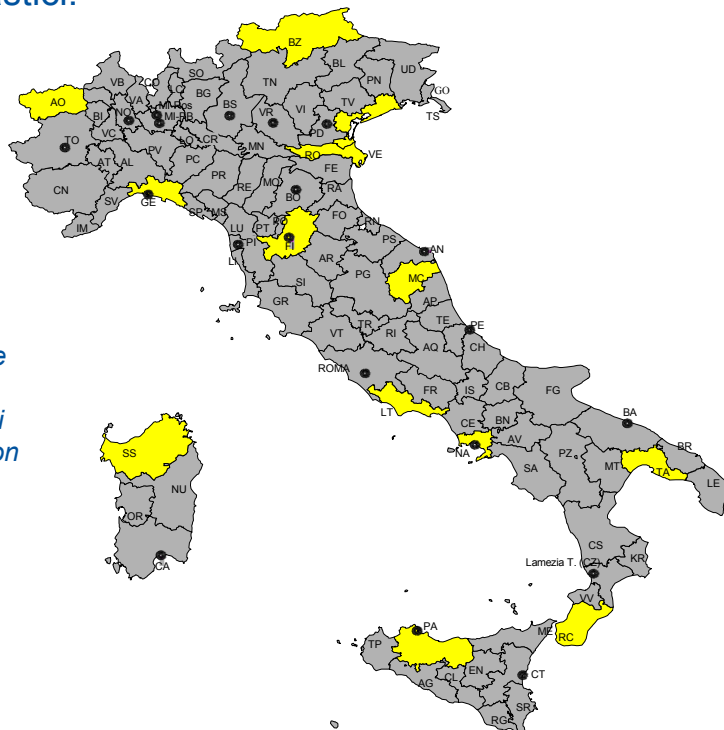 BZ
SO
BL
VB
CO
LC
TN
PN
UD
AO
VA
BG
GO
MI-Ros
BS
VR
VI
TV
TS
BI
NO
MI-RB
PD
TO
VC
LO
CR
MN
RO
VE
AT
AL
PV
PC
FE
CN
PR
RE
MO
BO
RA
SV
GE
SP
MS
IM
LU
PT
FO
RN
PI
FI
PS
AN
LI
AR
PG
MC
SI
AP
GR
TE
PE
VT
TR
RI
AQ
CH
e
ROMA
FR
IS
CB
FG
i
LT
CE
BN
BA
on
SS
NA
AV
BR
SA
PZ
MT
TA
LE
NU
OR
CS
CA
Lamezia T. (CZ)
KR
VV
PA
ME
RC
TP
EN
CT
AG
CL
SR
RG